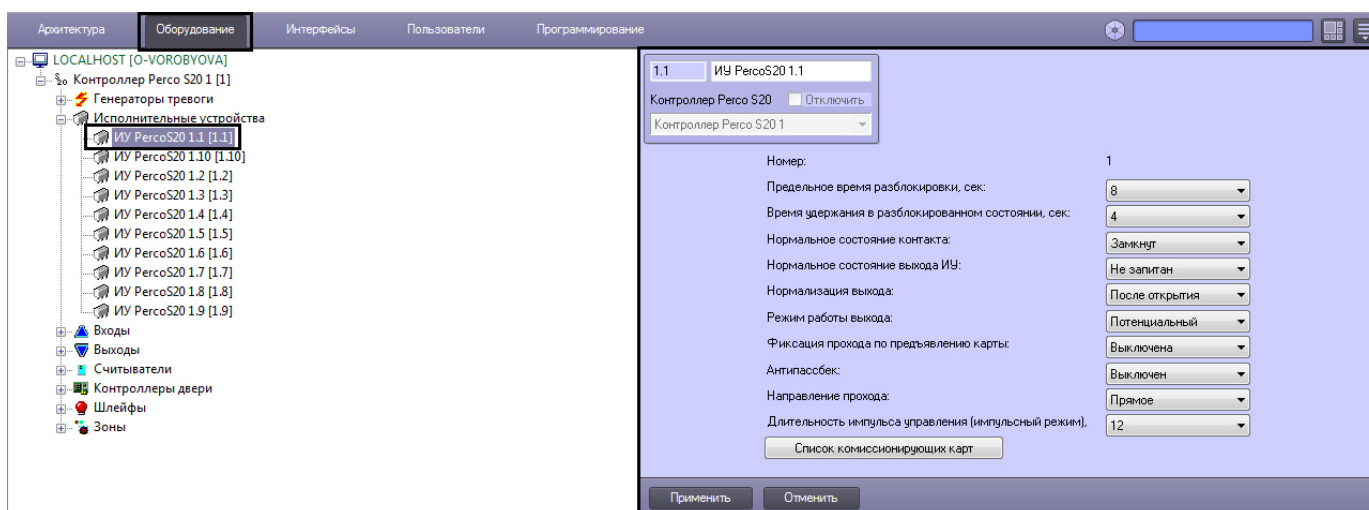 Архитектура Оборудование Интерфейсы Пользователи Программирование
LOCALHOST [O-VOROBYOVA]
Контроллер Perco S20 1 [1]
Генераторы тревоги
Исполнительные устройства
ИУ PercoS20 1.1 [1.1]
ИУ PercoS20 1.10 [1.10]
ИУ PercoS20 1.2 [1.2]
ИУ PercoS20 1.3 [1.3]
ИУ PercoS20 1.4 [1.4]
ИУ PercoS20 1.5 [1.5]
ИУ PercoS20 1.6 [1.6]
ИУ PercoS20 1.7 [1.7]
ИУ PercoS20 1.8 [1.8]
ИУ PercoS20 1.9 [1.9]
Входы
Выходы
Считыватели
Контроллеры двери
Шлейфы
Зоны
1.1 ИУ PercoS20 1.1
Контроллер Perco S20 Отключить
Контроллер Perco S20 1
Номер: 1
Предельное время разблокировки, сек: 8
Время удержания в разблокированном состоянии, сек: 4
Нормальное состояние контакта: Замкнут
Нормальное состояние выхода ИУ: Не запитан
Нормализация выхода: После открытия
Режим работы выхода: Потенциальный
Фиксация прохода по предъявлению карты: Выключена
Антипассбек: Выключен
Направление прохода: Прямое
Длительность импульса управления (импульсный режим), 12
Список комиссионирующих карт
Применить Отменить